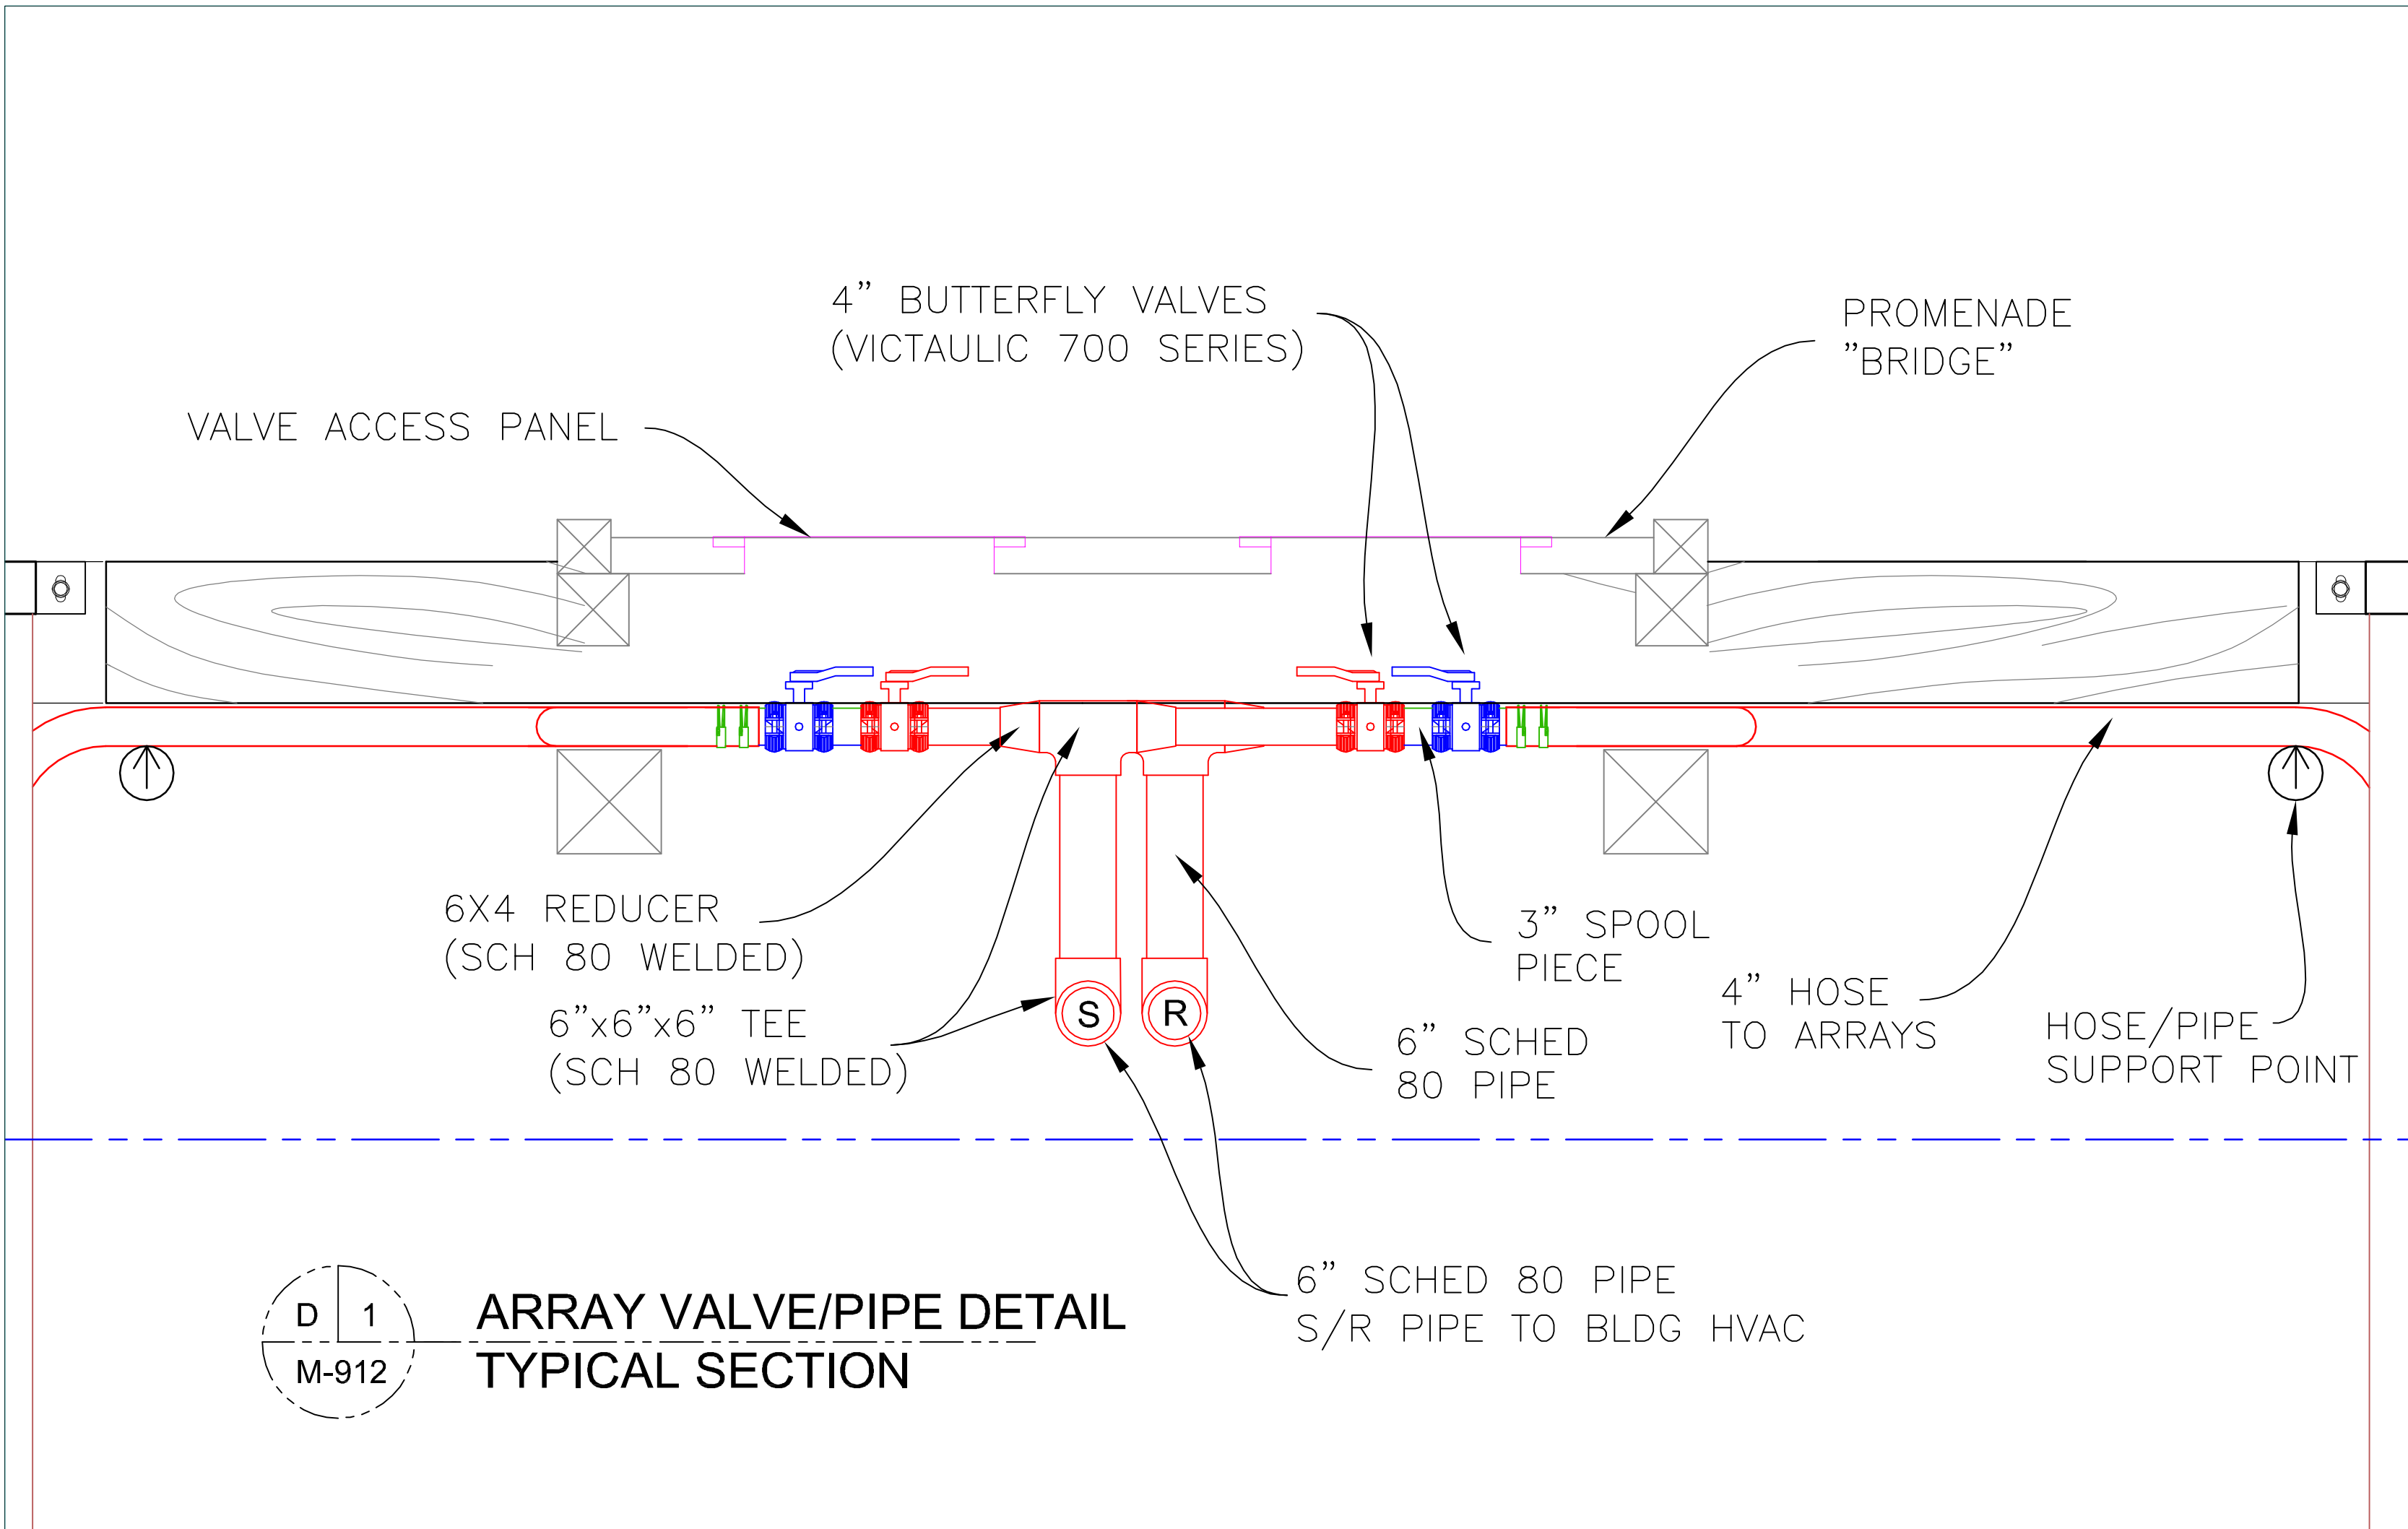 4” BUTTERFLY VALVES
(VICTAULIC 700 SERIES)
PROMENADE
”BRIDGE”
VALVE ACCESS PANEL
6X4 REDUCER
(SCH 80 WELDED)
6”x6”x6” TEE
(SCH 80 WELDED)
S
R
3” SPOOL
PIECE
6” SCHED
80 PIPE
4” HOSE
TO ARRAYS
HOSE/PIPE
SUPPORT POINT
6” SCHED 80 PIPE
S/R PIPE TO BLDG HVAC
D 1
M-912
ARRAY VALVE/PIPE DETAIL
TYPICAL SECTION